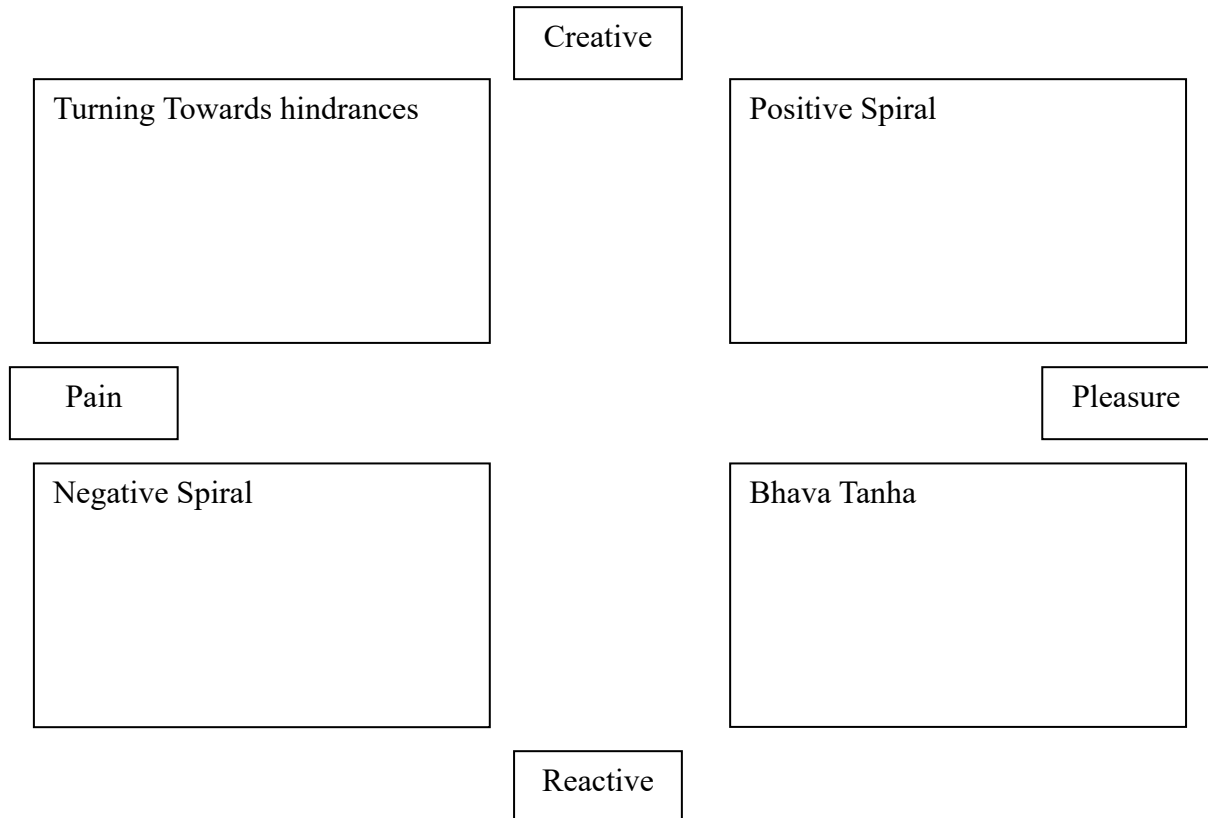 Creative
Turning Towards hindrances
Positive Spiral
Pain
Pleasure
Negative Spiral
Bhava Tanha
Reactive